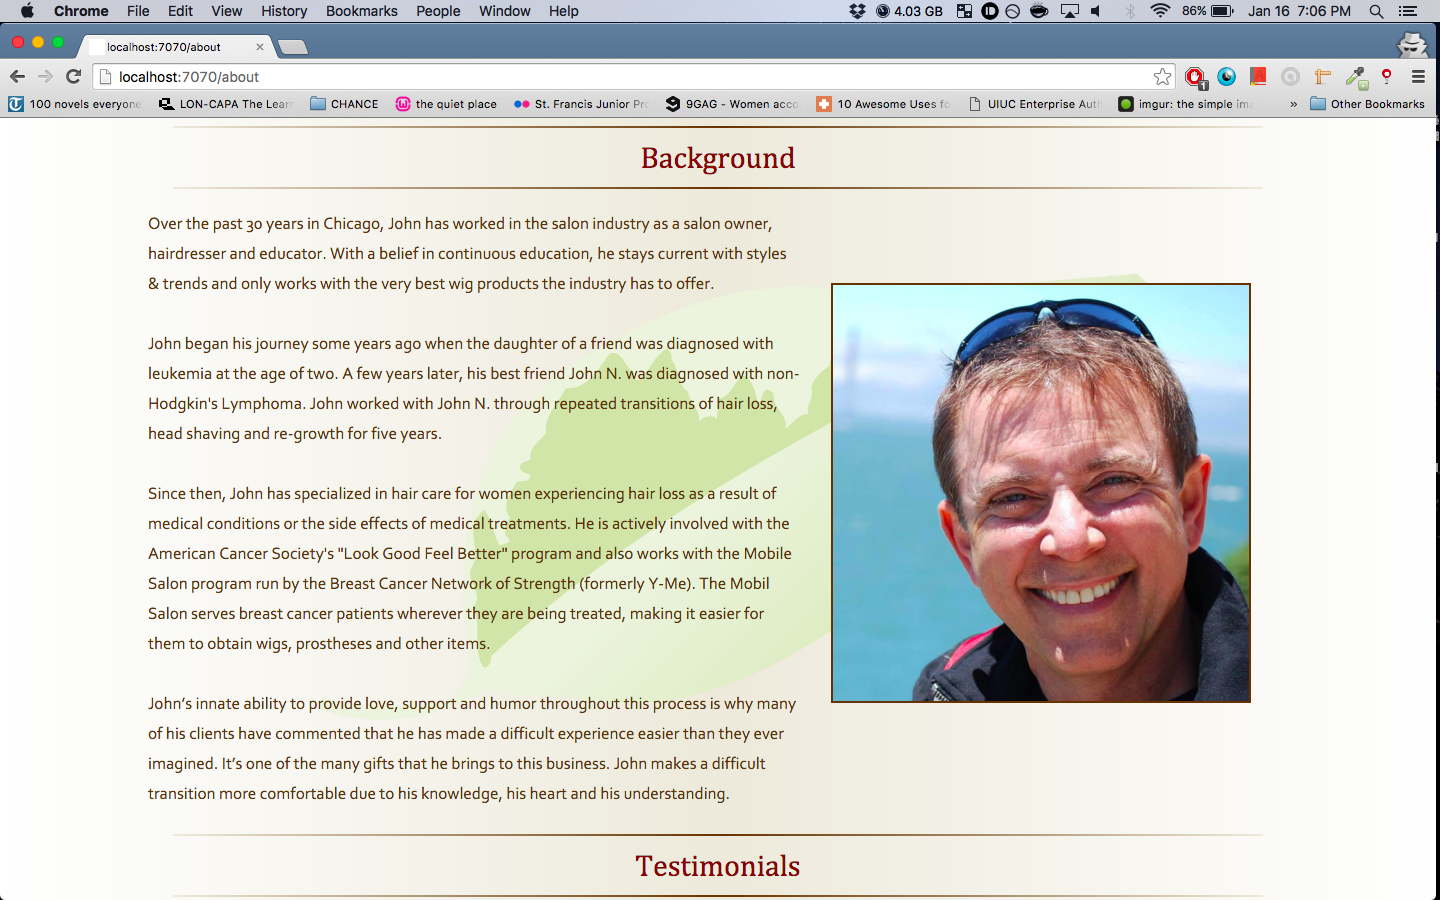 Chrome File Edit View History Bookmarks People Window Help 4.03 GB 86% Jan 16 7:06 PM
localhost:7070/about
localhost:7070/about
100 novels everyone LON-CAPA The Lear CHANCE the quiet place St. Francis Junior Pr 9GAG - Women acco 10 Awesome Uses fo UIUC Enterprise Aut imgur: the simple im » Other Bookmarks
Background
Over the past 30 years in Chicago, John has worked in the salon industry as a salon owner,
hairdresser and educator. With a belief in continuous education, he stays current with styles
& trends and only works with the very best wig products the industry has to offer.
John began his journey some years ago when the daughter of a friend was diagnosed with
leukemia at the age of two. A few years later, his best friend John N. was diagnosed with non-
Hodgkin's Lymphoma. John worked with John N. through repeated transitions of hair loss,
head shaving and re-growth for five years.
Since then, John has specialized in hair care for women experiencing hair loss as a result of
medical conditions or the side effects of medical treatments. He is actively involved with the
American Cancer Society's "Look Good Feel Better" program and also works with the Mobile
Salon program run by the Breast Cancer Network of Strength (formerly Y-Me). The Mobil
Salon serves breast cancer patients wherever they are being treated, making it easier for
them to obtain wigs, prostheses and other items.
John’s innate ability to provide love, support and humor throughout this process is why many
of his clients have commented that he has made a difficult experience easier than they ever
imagined. It’s one of the many gifts that he brings to this business. John makes a difficult
transition more comfortable due to his knowledge, his heart and his understanding.
Testimonials